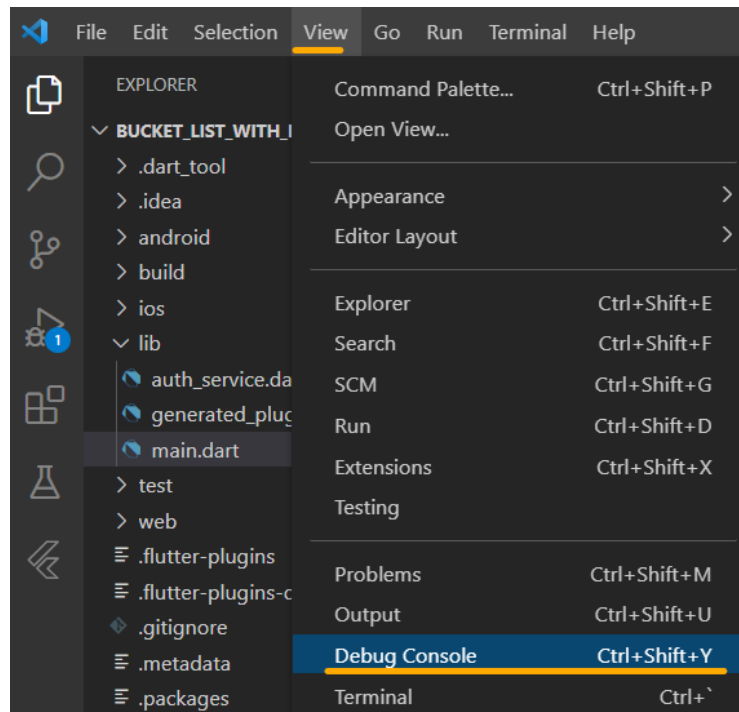 File Edit Selection View Go Run Terminal Help
EXPLORER
BUCKET_LIST_WITH_
.dart_tool
.idea
android
build
ios
lib
auth_service.da
generated_plug
main.dart
test
web
.flutter-plugins
.flutter-plugins-c
.gitignore
.metadata
.packages
1
Command Palette... Ctrl+Shift+P
Open View...
Appearance
Editor Layout
Explorer Ctrl+Shift+E
Search Ctrl+Shift+F
SCM Ctrl+Shift+G
Run Ctrl+Shift+D
Extensions Ctrl+Shift+X
Testing
Problems Ctrl+Shift+M
Output Ctrl+Shift+U
Debug Console Ctrl+Shift+Y
Terminal Ctrl+`